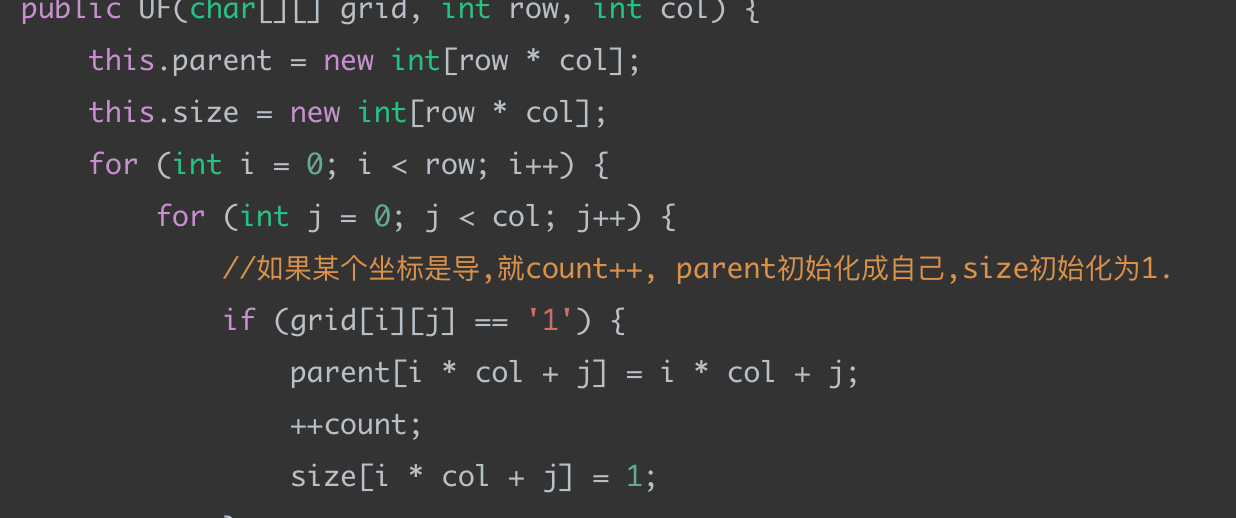 public UF(char[][] grid, int row, int col) {
this.parent = new int[row * col];
this.size = new int[row * col];
for (int i = 0; i < row; i++) {
for (int j = 0; j < col; j++) {
//如果某个坐标是导,就count++, parent初始化成自己,size初始化为1.
if (grid[i][j] == '1') {
parent[i * col + j] = i * col + j;
++count;
size[i * col + j] = 1;
}